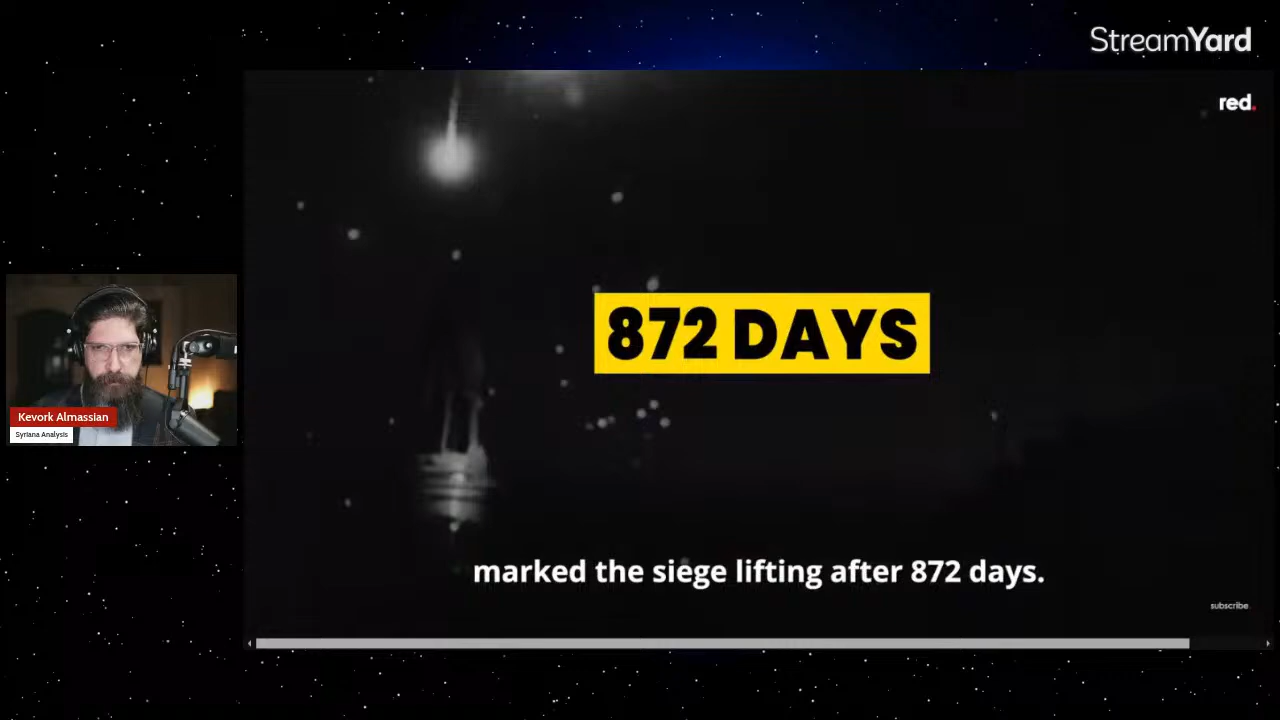 StreamYard
red.
872 DAYS
Kevork Almassian
Syriana Analysis
marked the siege lifting after 872 days.
subscribe